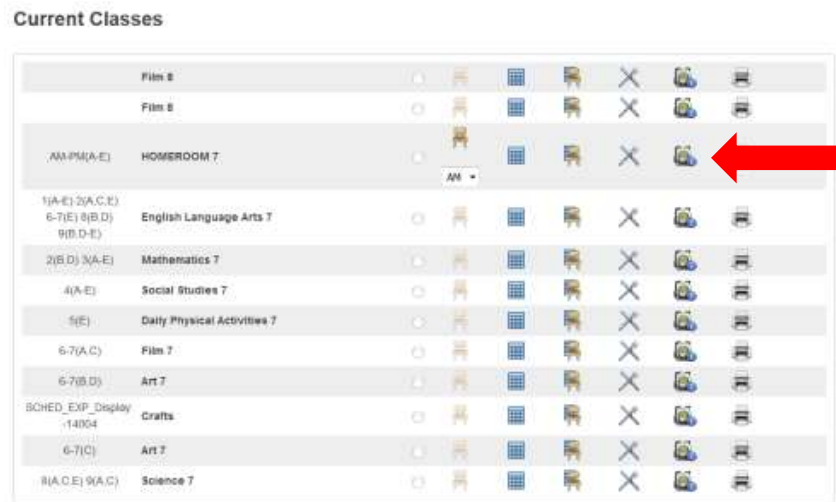 Current Classes
Film 8
Film 8
AM-PM(A-E) HOMEROOM 7
AM
1(A-E) 2(A,C,E)
6-7(E) 8(B,D)
9(B,D-E)
English Language Arts 7
2(B,D) 3(A-E) Mathematics 7
4(A-E) Social Studies 7
5(E) Daily Physical Activities 7
6-7(A,C) Film 7
6-7(B,D) Art 7
SCHED_EXP_Display
-14004
Crafts
6-7(C) Art 7
8(A,C,E) 9(A,C) Science 7